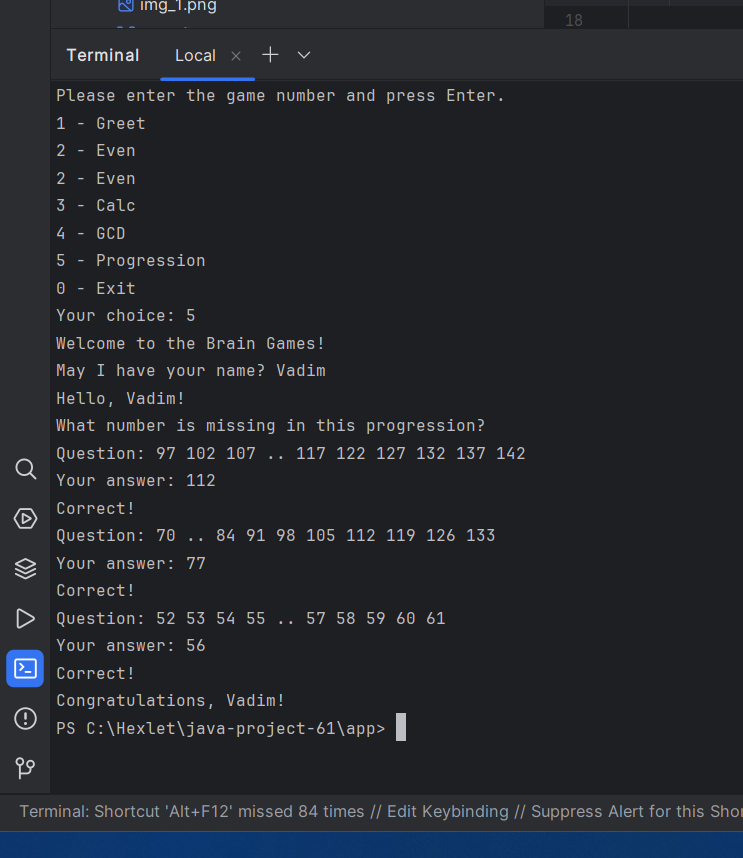 img_1.png
18
Terminal Local
Please enter the game number and press Enter.
1 - Greet
2 - Even
2 - Even
3 - Calc
4 - GCD
5 - Progression
0 - Exit
Your choice: 5
Welcome to the Brain Games!
May I have your name? Vadim
Hello, Vadim!
What number is missing in this progression?
Question: 97 102 107 .. 117 122 127 132 137 142
Your answer: 112
Correct!
Question: 70 .. 84 91 98 105 112 119 126 133
Your answer: 77
Correct!
Question: 52 53 54 55 .. 57 58 59 60 61
Your answer: 56
Correct!
Congratulations, Vadim!
PS C:\Hexlet\java-project-61\app>
Terminal: Shortcut 'Alt+F12' missed 84 times // Edit Keybinding // Suppress Alert for this